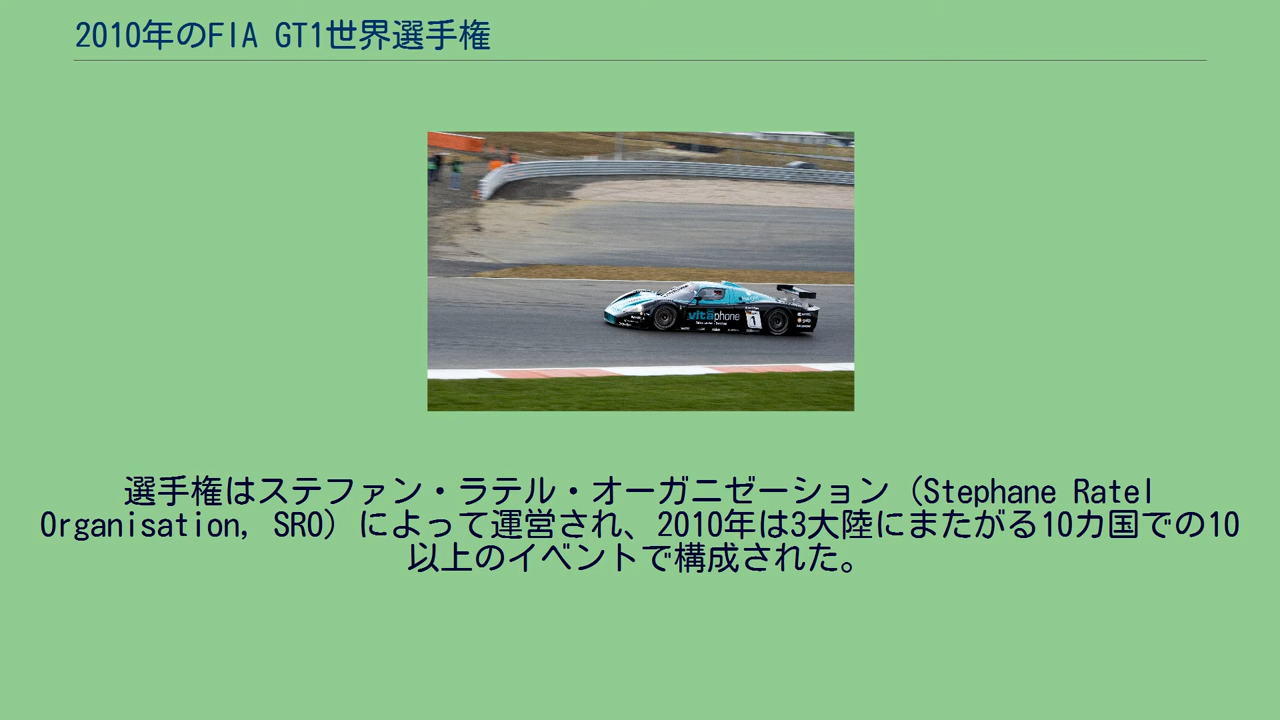 2010年のFIA GT1世界選手権
vitaphone
1
選手権はステファン・ラテル・オーガニゼーション（Stephane Ratel
Organisation, SRO）によって運営され、2010年は3大陸にまたがる10カ国での10
以上のイベントで構成された。